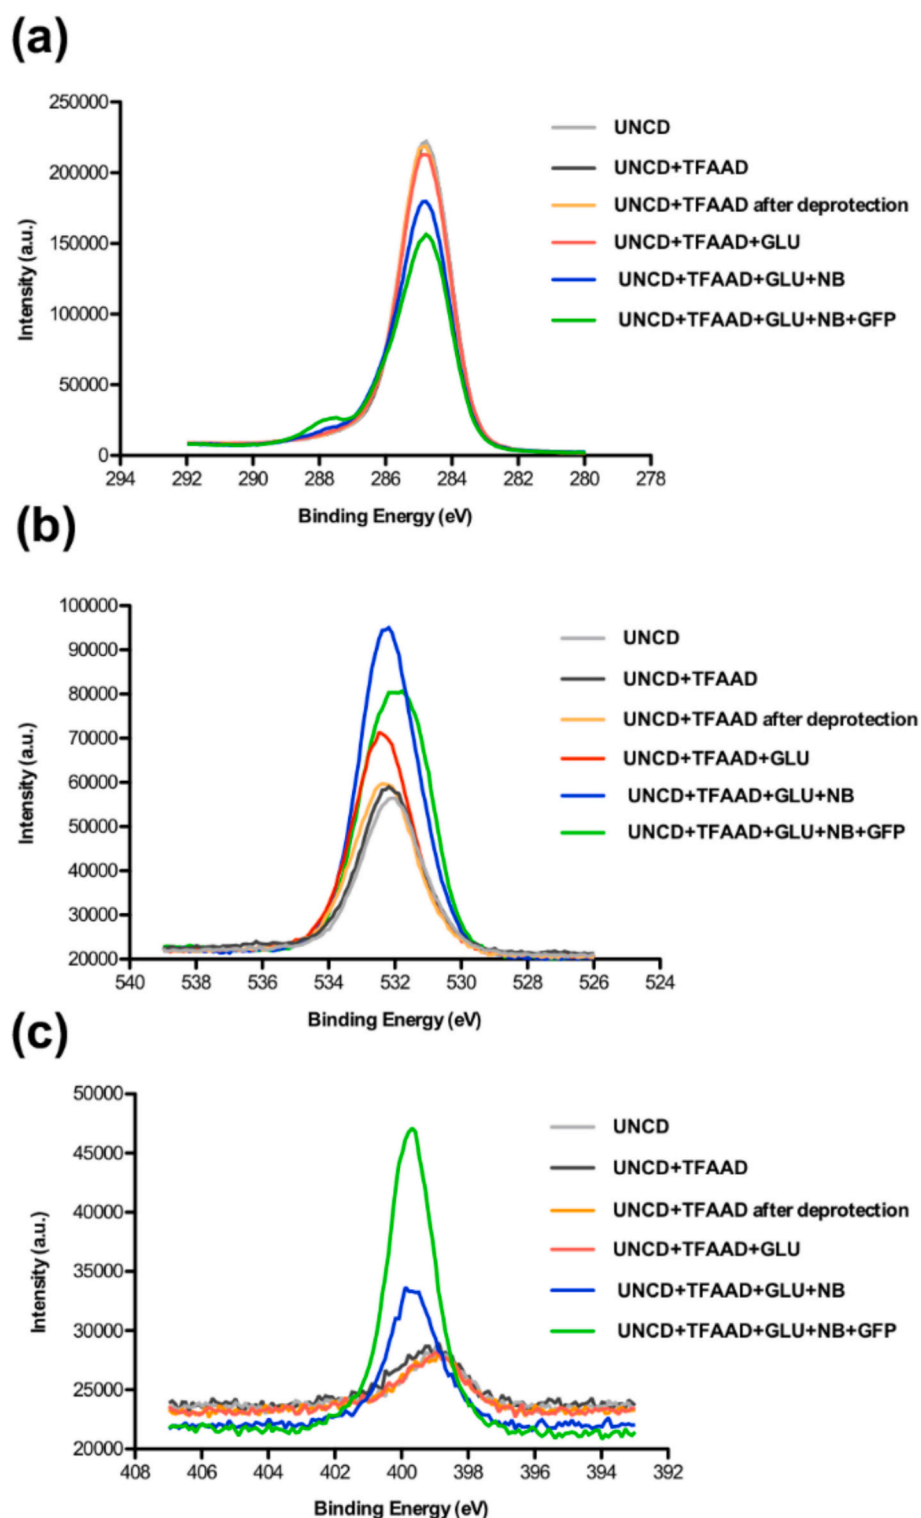 (a)
250000
200000
150000
100000
50000
0
Intensity (a.u.)
294 292 290 288 286 284 282 280 278
Binding Energy (eV)
UNCD
UNCD+TFAAD
UNCD+TFAAD after deprotection
UNCD+TFAAD+GLU
UNCD+TFAAD+GLU+NB
UNCD+TFAAD+GLU+NB+GFP
(b)
100000
90000
80000
70000
60000
50000
40000
30000
20000
Intensity (a.u.)
540 538 536 534 532 530 528 526 524
Binding Energy (eV)
UNCD
UNCD+TFAAD
UNCD+TFAAD after deprotection
UNCD+TFAAD+GLU
UNCD+TFAAD+GLU+NB
UNCD+TFAAD+GLU+NB+GFP
(c)
50000
45000
40000
35000
30000
25000
20000
Intensity (a.u.)
408 406 404 402 400 398 396 394 392
Binding Energy (eV)
UNCD
UNCD+TFAAD
UNCD+TFAAD after deprotection
UNCD+TFAAD+GLU
UNCD+TFAAD+GLU+NB
UNCD+TFAAD+GLU+NB+GFP